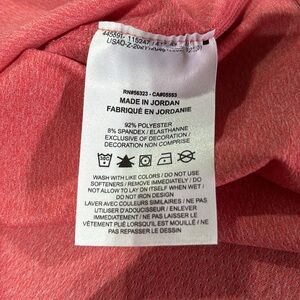 RN#56323 - CA#05553
MADE IN JORDAN
FABRIQUÉ EN JORDANIE
92% POLYESTER
8% SPANDEX / ÉLASTHANNE
EXCLUSIVE OF DECORATION /
DECORATION NON COMPRISE
WASH WITH LIKE COLORS / DO NOT USE
SOFTENERS / REMOVE IMMEDIATELY / DO
NOT ALLOW TO LAY ON ITSELF WHEN WET /
DO NOT IRON DESIGN
LAVER AVEC COULEURS SIMILAIRES / NE PAS
UTILISER D'ADOUCISSEUR / ENLEVER
IMMÉDIATEMENT / NE PAS LAISSER LE
VÊTEMENT PLIÉ LORSQU'IL EST MOUILLÉ / NE
PAS REPASSER LE DESSIN